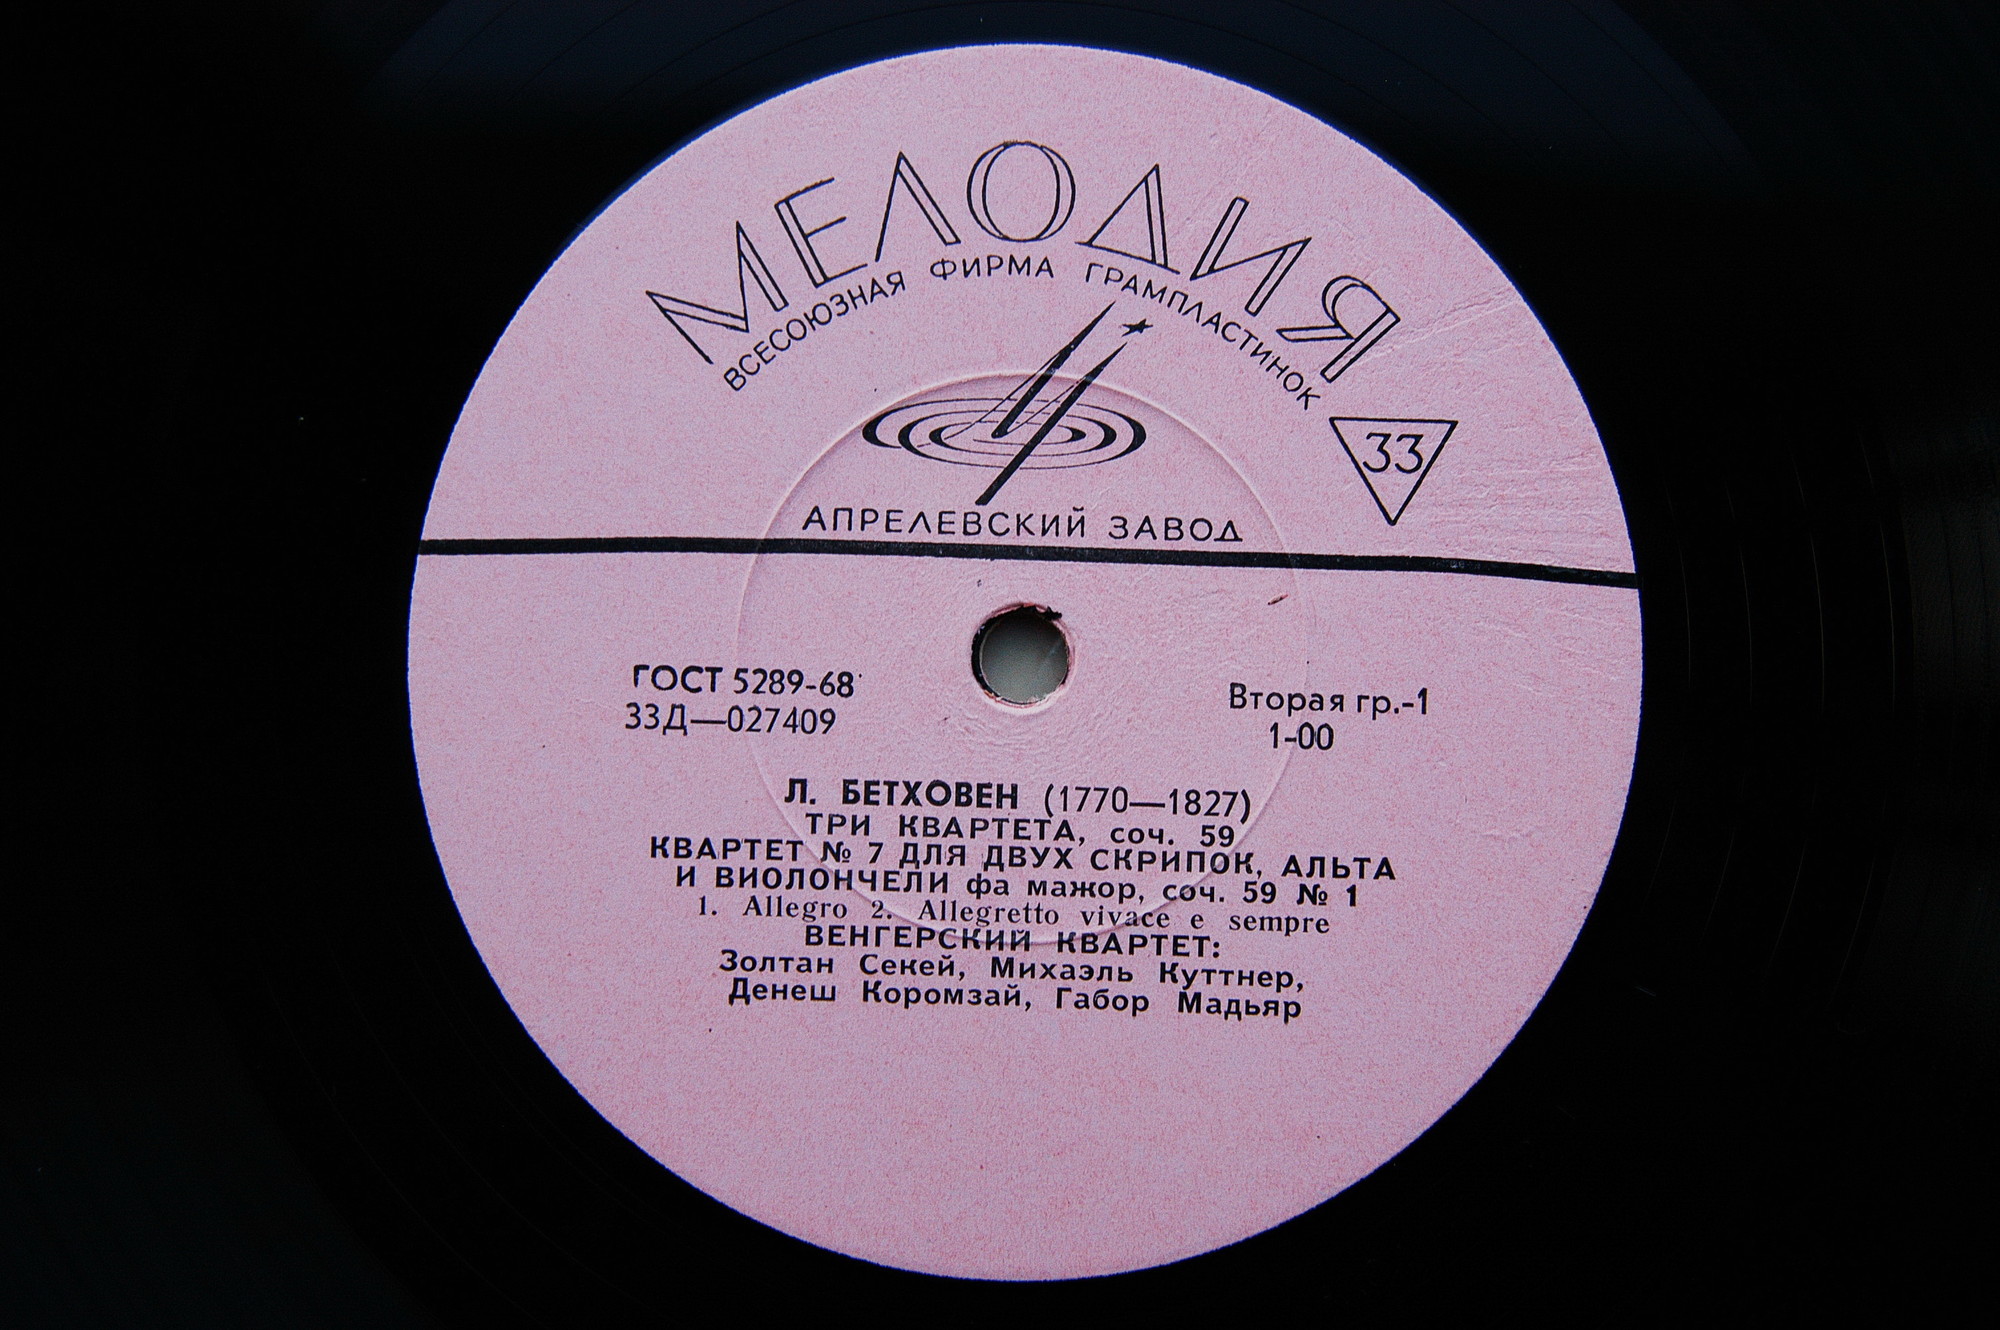 МЕЛОДИЯ
ВСЕСОЮЗНАЯ ФИРМА ГРАМПЛАСТИНОК
33
АПРЕЛЕВСКИЙ ЗАВОД
ГОСТ 5289-68
33Д—027409
Вторая гр.-1
1-00
Л. БЕТХОВЕН (1770—1827)
ТРИ КВАРТЕТА, соч. 59
КВАРТЕТ № 7 ДЛЯ ДВУХ СКРИПОК, АЛЬТА
И ВИОЛОНЧЕЛИ фа мажор, соч. 59 № 1
1. Allegro 2. Allegretto vivace e sempre
ВЕНГЕРСКИЙ КВАРТЕТ:
Золтан Секей, Михаэль Куттнер,
Денеш Коромзай, Габор Мадьяр